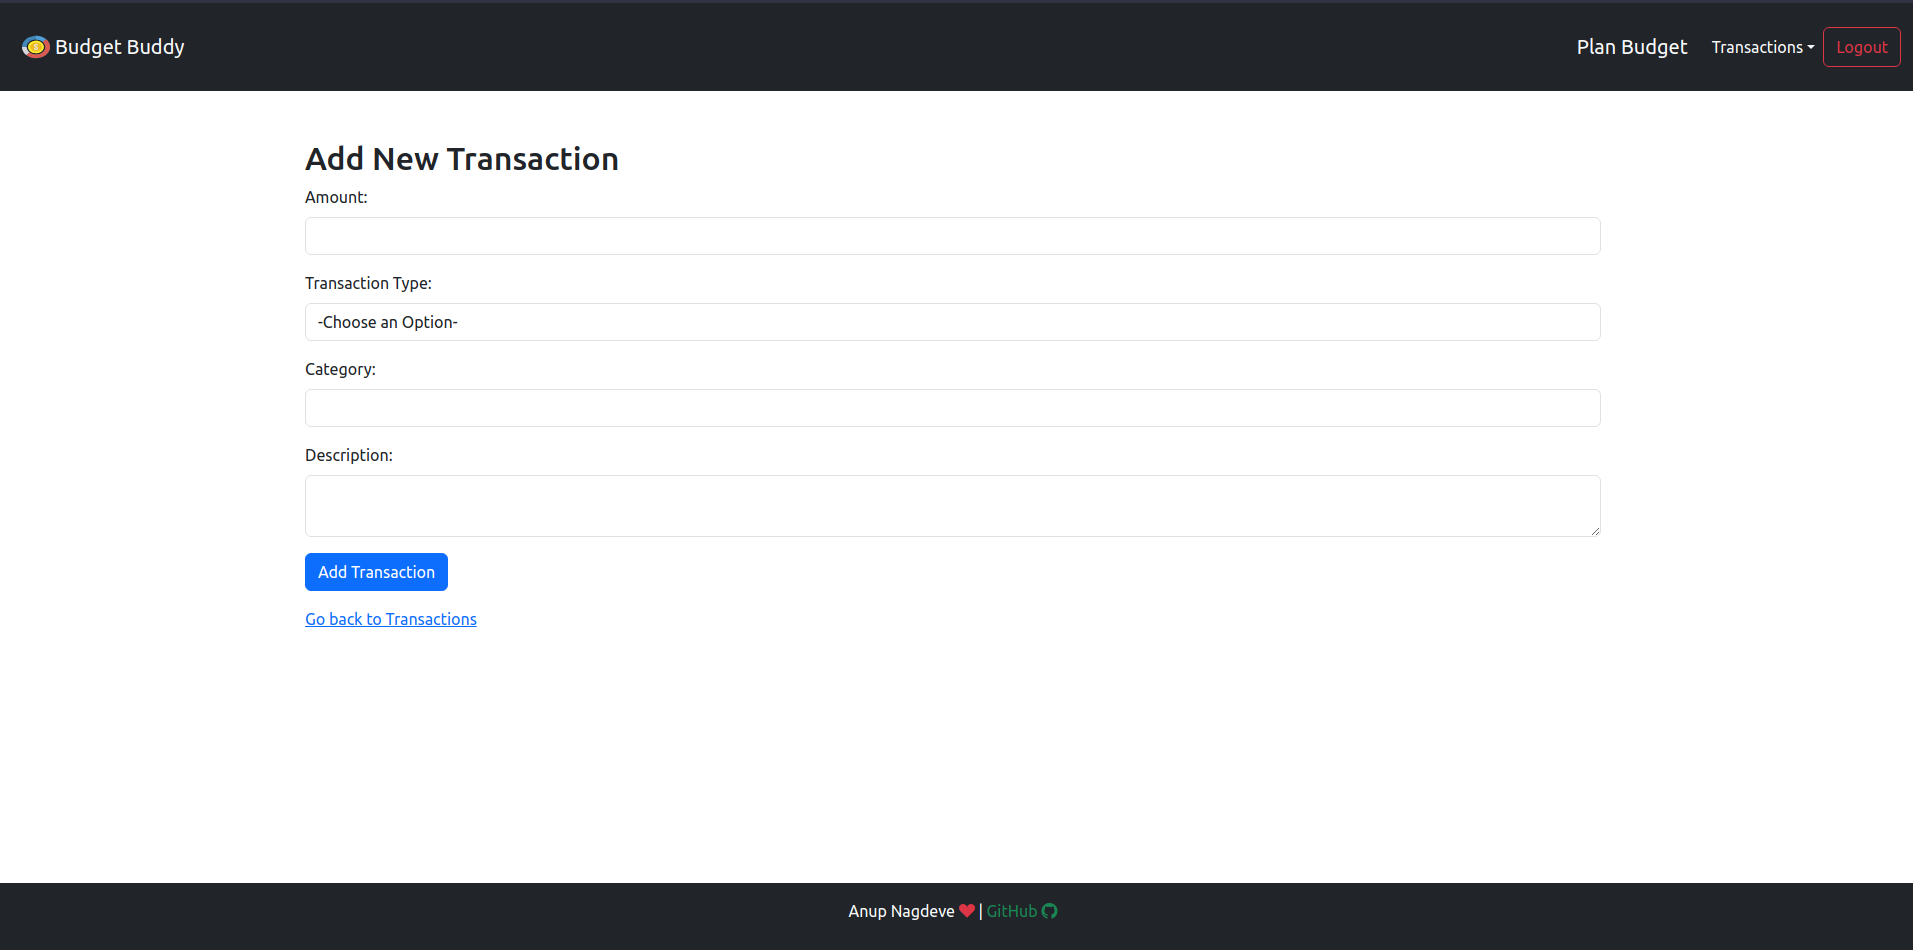 Budget Buddy
Plan Budget Transactions Logout
Add New Transaction
Amount:
Transaction Type:
-Choose an Option-
Category:
Description:
Add Transaction
Go back to Transactions
Anup Nagdeve | GitHub